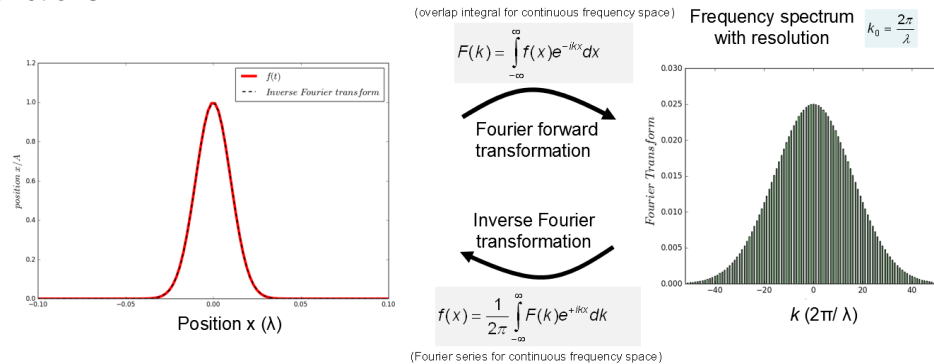 (overlap integral for continuous frequency space)
F(k) = ∫_{-∞}^{∞} f(x)e^{-ikx}dx
Frequency spectrum
with resolution
k₀ = 2π/λ
1.2
1.0
0.8
0.6
0.4
0.2
0.0
position x/A
f(t)
Inverse Fourier transform
−0.10
−0.05
0.00
0.05
0.10
Position x (λ)
Fourier forward
transformation
Inverse Fourier
transformation
f(x) = 1/2π ∫_{-∞}^{∞} F(k)e^{+ikx}dk
(Fourier series for continuous frequency space)
0.030
0.025
0.020
0.015
0.010
0.005
0.000
Fourier Transform
−40
−20
0
20
k (2π/ λ)